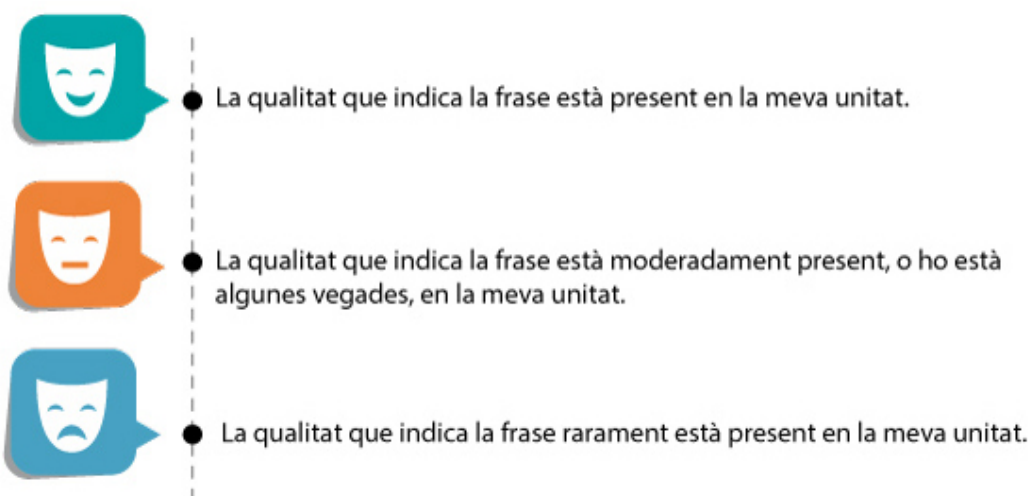 La qualitat que indica la frase està present en la meva unitat.
La qualitat que indica la frase està moderadament present, o ho està
algunes vegades, en la meva unitat.
La qualitat que indica la frase rarament està present en la meva unitat.